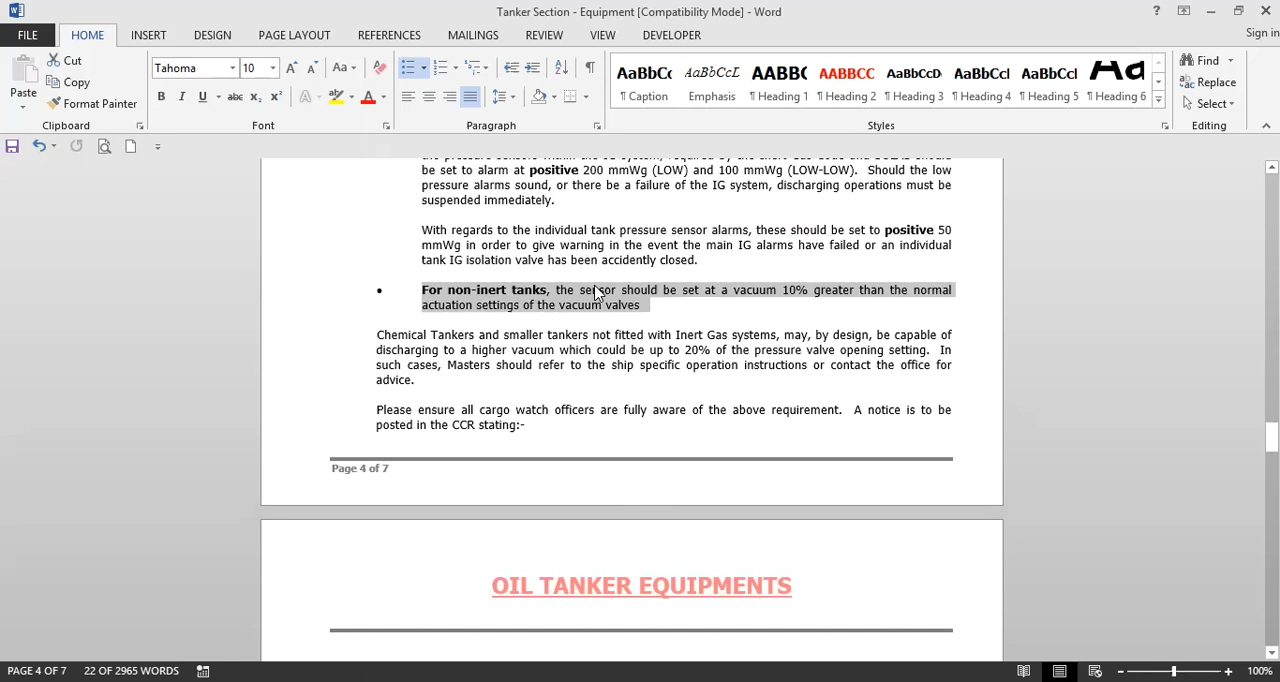 Tanker Section - Equipment [Compatibility Mode] - Word
?
Sign in
FILE HOME INSERT DESIGN PAGE LAYOUT REFERENCES MAILINGS REVIEW VIEW DEVELOPER
Paste
Cut
Copy
Format Painter
Clipboard
Tahoma 10
Aa
B I U abc x₂ x²
Font
Paragraph
AaBbCc AaBbCcL AABBC AABBCC AaBbCcD AaBbCcl AaBbCcl Aa
¶ Caption Emphasis ¶ Heading 1 ¶ Heading 2 ¶ Heading 3 ¶ Heading 4 ¶ Heading 5 ¶ Heading 6
Styles
Find
Replace
Select
Editing
be set to alarm at positive 200 mmWg (LOW) and 100 mmWg (LOW-LOW). Should the low
pressure alarms sound, or there be a failure of the IG system, discharging operations must be
suspended immediately.
With regards to the individual tank pressure sensor alarms, these should be set to positive 50
mmWg in order to give warning in the event the main IG alarms have failed or an individual
tank IG isolation valve has been accidently closed.
• For non-inert tanks, the sensor should be set at a vacuum 10% greater than the normal
actuation settings of the vacuum valves
Chemical Tankers and smaller tankers not fitted with Inert Gas systems, may, by design, be capable of
discharging to a higher vacuum which could be up to 20% of the pressure valve opening setting. In
such cases, Masters should refer to the ship specific operation instructions or contact the office for
advice.
Please ensure all cargo watch officers are fully aware of the above requirement. A notice is to be
posted in the CCR stating:-
Page 4 of 7
OIL TANKER EQUIPMENTS
PAGE 4 OF 7 22 OF 2965 WORDS
100%